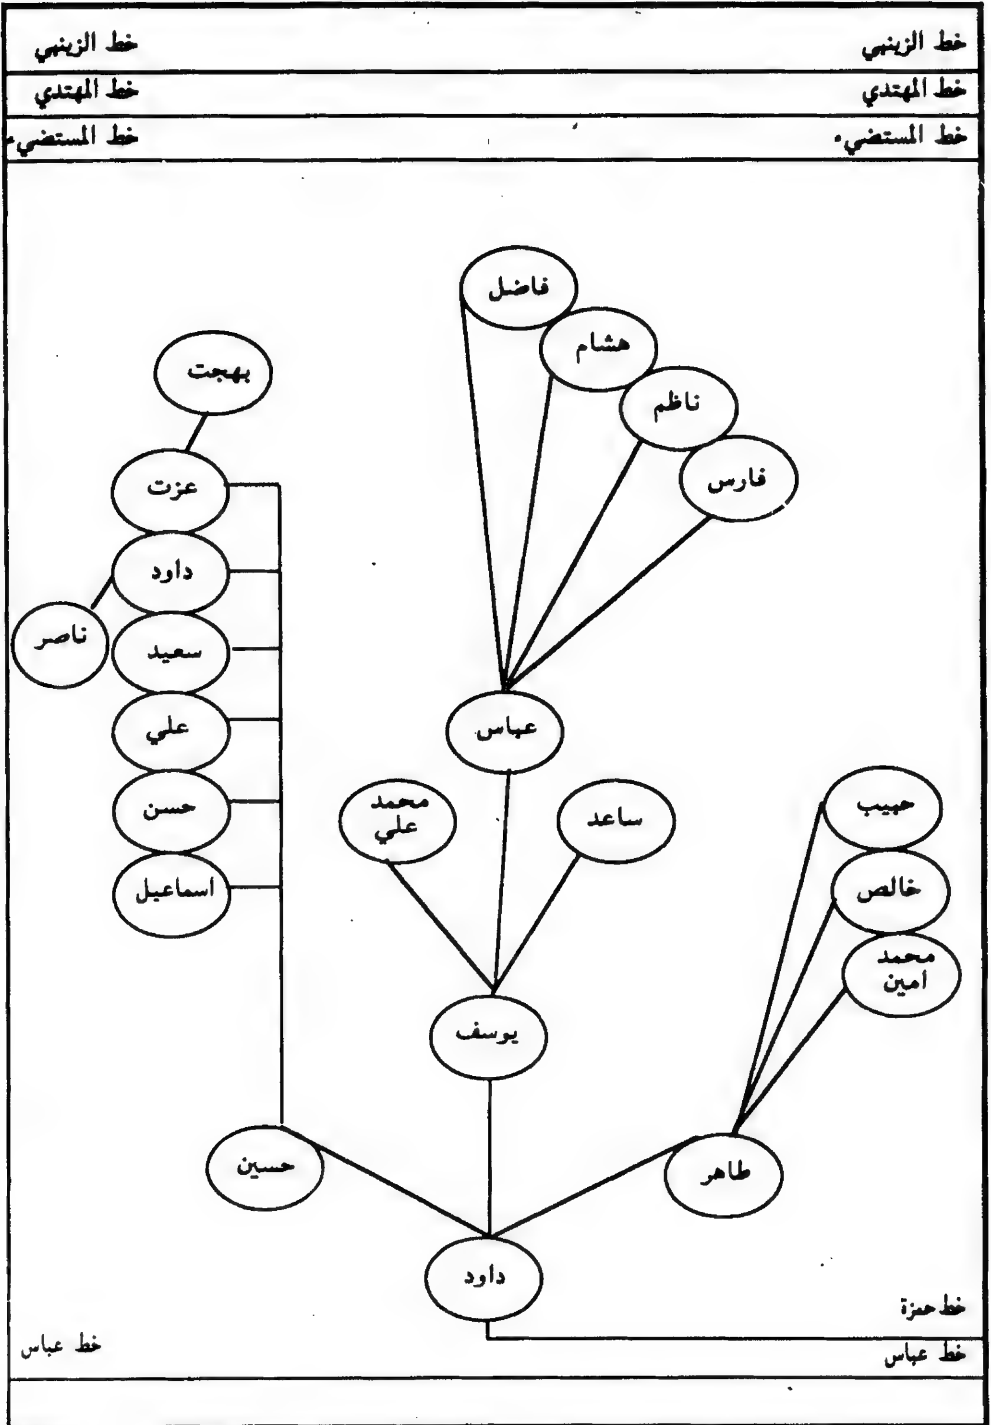 خط الزينبي خط الزينبي
خط المهتدي خط المهتدي
خط المستضيء خط المستضيء
فاضل
هشام
ناظم
فارس
بهجت
عزت
داود
ناصر
سعيد
علي
حسن
اسماعيل
عباس
ساعد
محمد
علي
حبيب
خالص
محمد
امين
يوسف
طاهر
حسين
داود
خط حمزة
خط عباس خط عباس